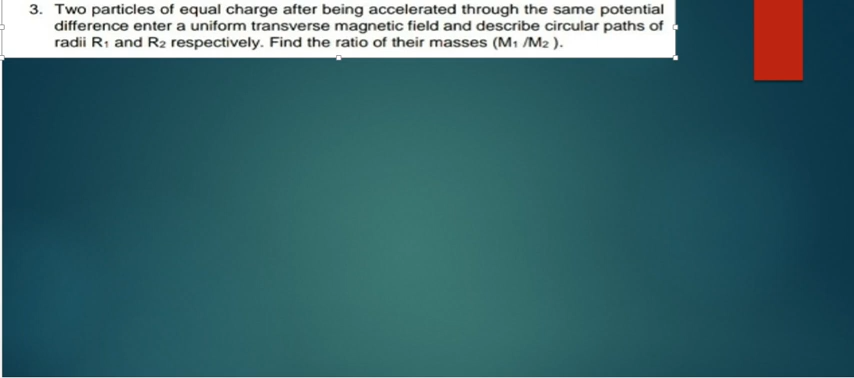 3. Two particles of equal charge after being accelerated through the same potential
difference enter a uniform transverse magnetic field and describe circular paths of
radii R₁ and R₂ respectively. Find the ratio of their masses (M₁ /M₂ ).